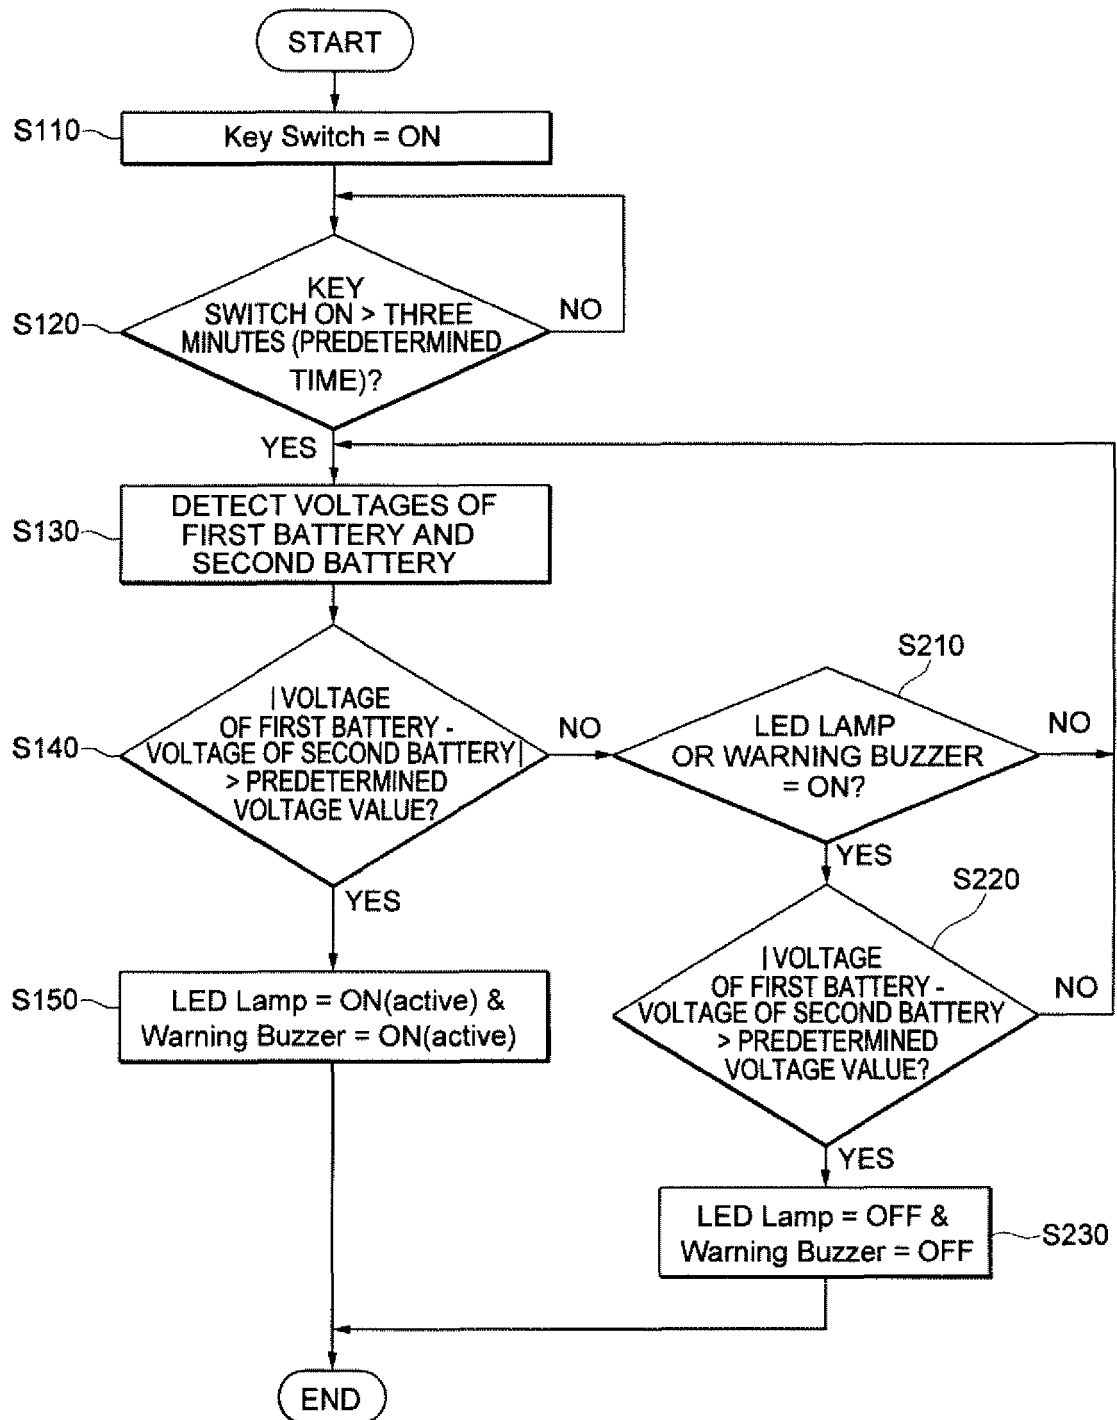 START
S110
Key Switch = ON
S120
KEY
SWITCH ON > THREE
MINUTES (PREDETERMINED
TIME)?
NO
YES
S130
DETECT VOLTAGES OF
FIRST BATTERY AND
SECOND BATTERY
S140
| VOLTAGE
OF FIRST BATTERY -
VOLTAGE OF SECOND BATTERY |
> PREDETERMINED
VOLTAGE VALUE?
NO
YES
S210
LED LAMP
OR WARNING BUZZER
= ON?
NO
YES
S220
| VOLTAGE
OF FIRST BATTERY -
VOLTAGE OF SECOND BATTERY
> PREDETERMINED
VOLTAGE VALUE?
NO
YES
S150
LED Lamp = ON(active) &
Warning Buzzer = ON(active)
LED Lamp = OFF &
Warning Buzzer = OFF
S230
END